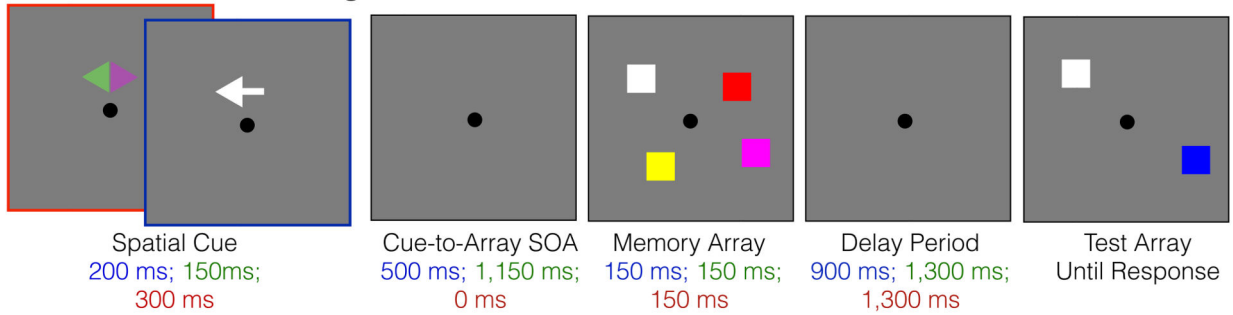 Spatial Cue
200 ms; 150ms;
300 ms
Cue-to-Array SOA
500 ms; 1,150 ms;
0 ms
Memory Array
150 ms; 150 ms;
150 ms
Delay Period
900 ms; 1,300 ms;
1,300 ms
Test Array
Until Response